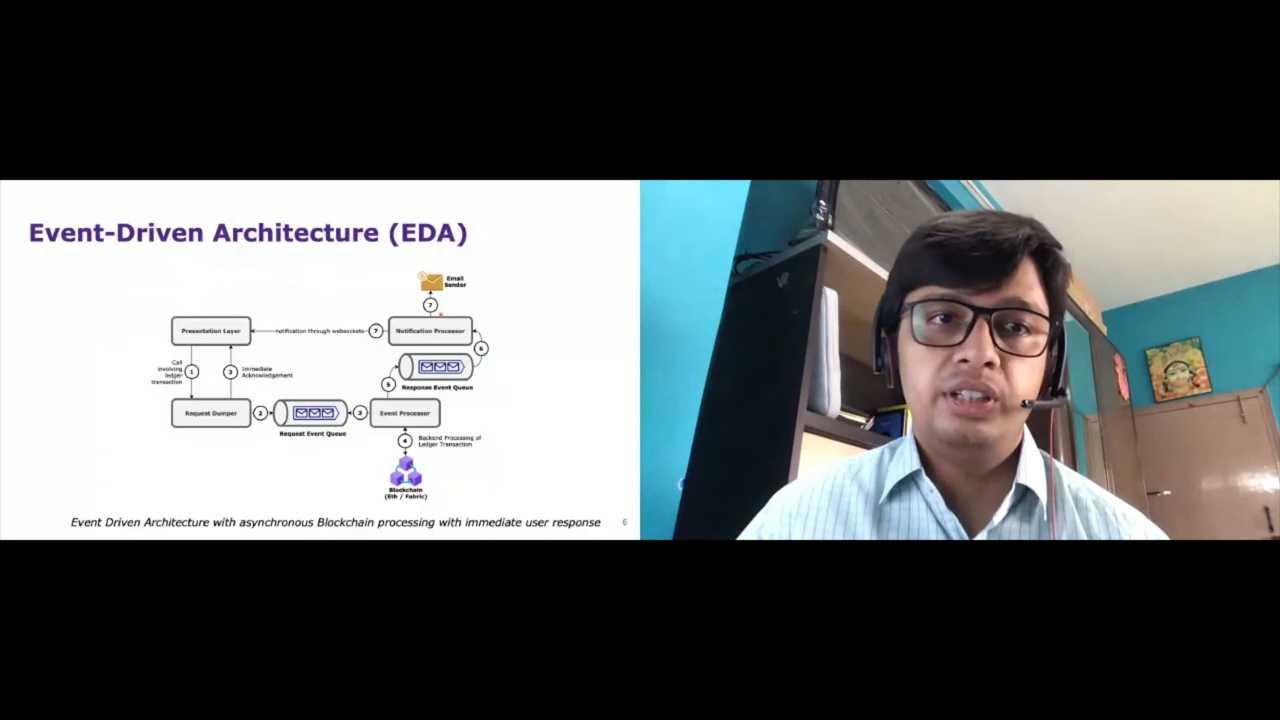 Event-Driven Architecture (EDA)
Email
Sender
7
Presentation Layer
notification through websockets
7
Notification Processor
6
Call
involving
ledger
transaction
1
3
Immediate
Acknowledgement
Response Event Queue
5
Request Dumper
2
3
Event Processor
Request Event Queue
4
Backend Processing of
Ledger Transaction
Blockchain
(Eth / Fabric)
Event Driven Architecture with asynchronous Blockchain processing with immediate user response
6